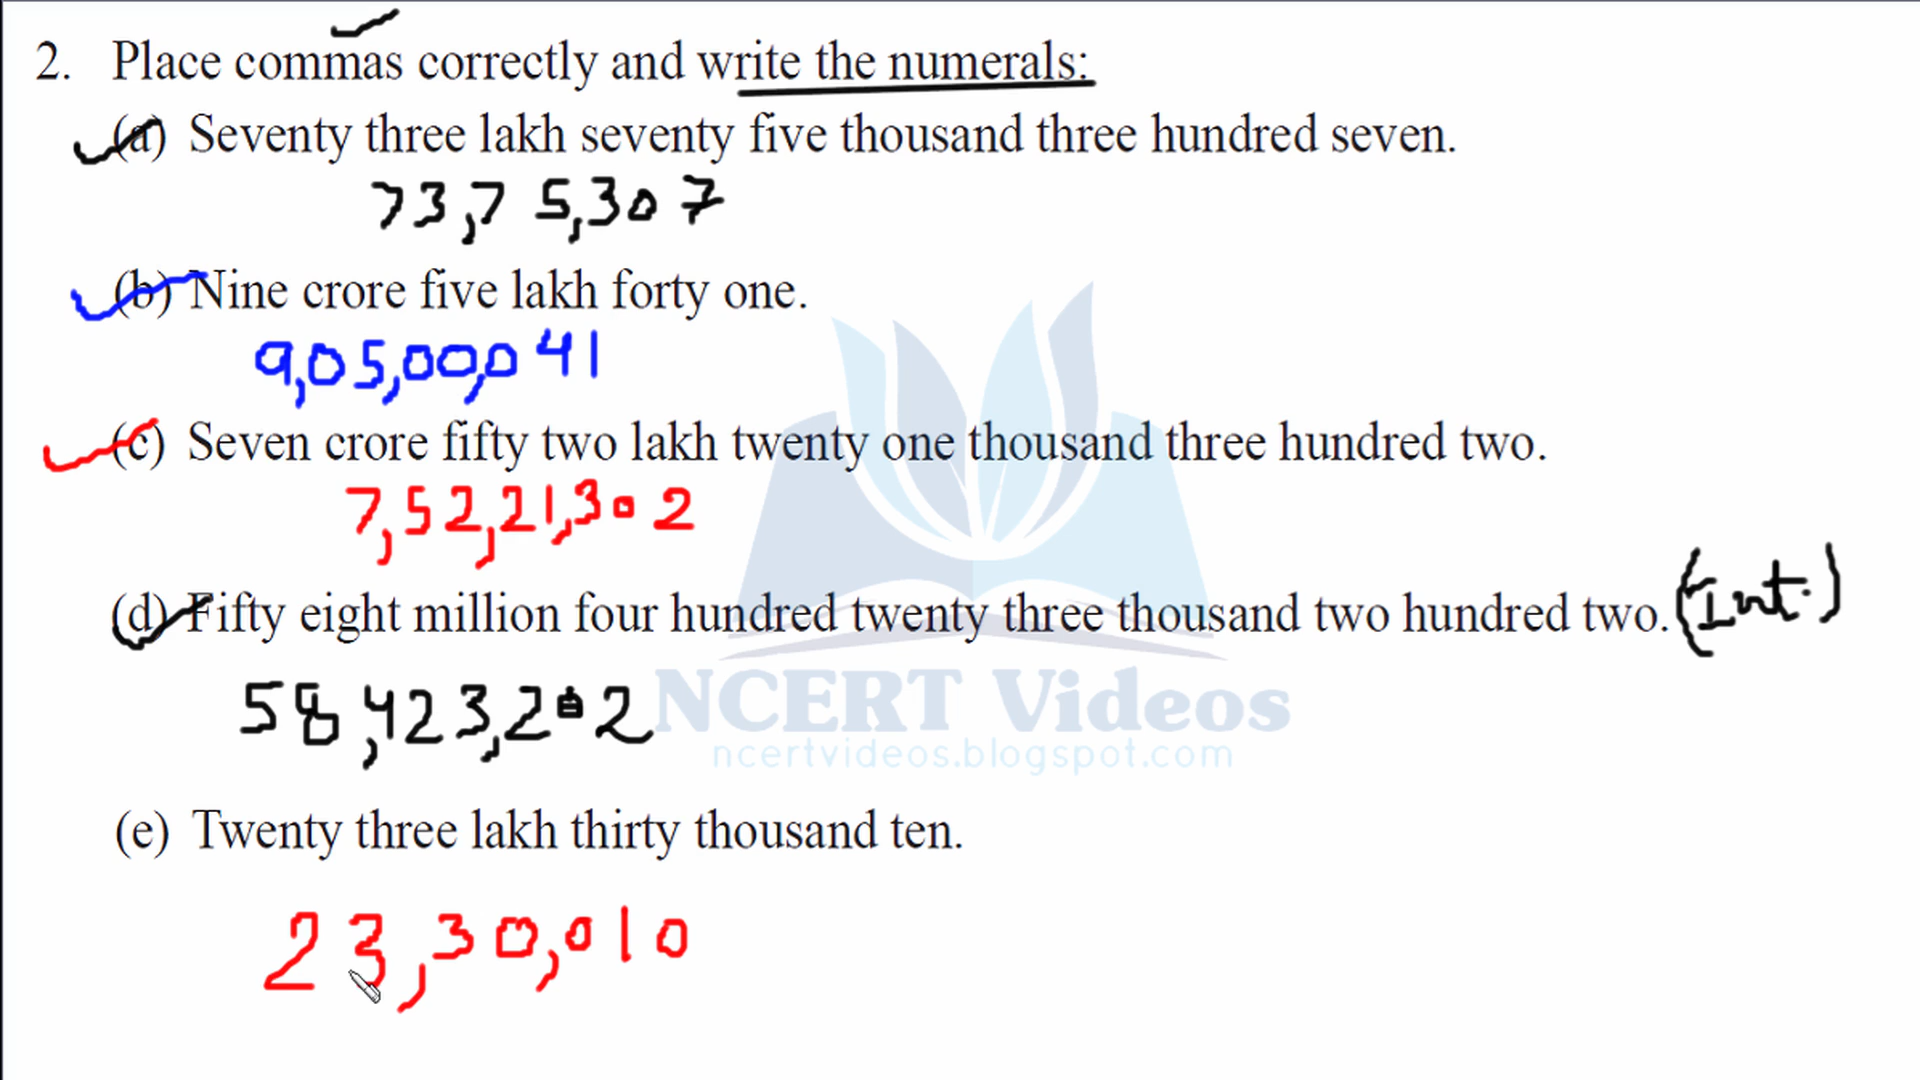 2. Place commas correctly and write the numerals:
(a) Seventy three lakh seventy five thousand three hundred seven.
73,75,307
(b) Nine crore five lakh forty one.
9,05,00,041
(c) Seven crore fifty two lakh twenty one thousand three hundred two.
7,52,21,302
(d) Fifty eight million four hundred twenty three thousand two hundred two. (Int.)
58,423,202
NCERT Videos
ncertvideos.blogspot.com
(e) Twenty three lakh thirty thousand ten.
23,30,010